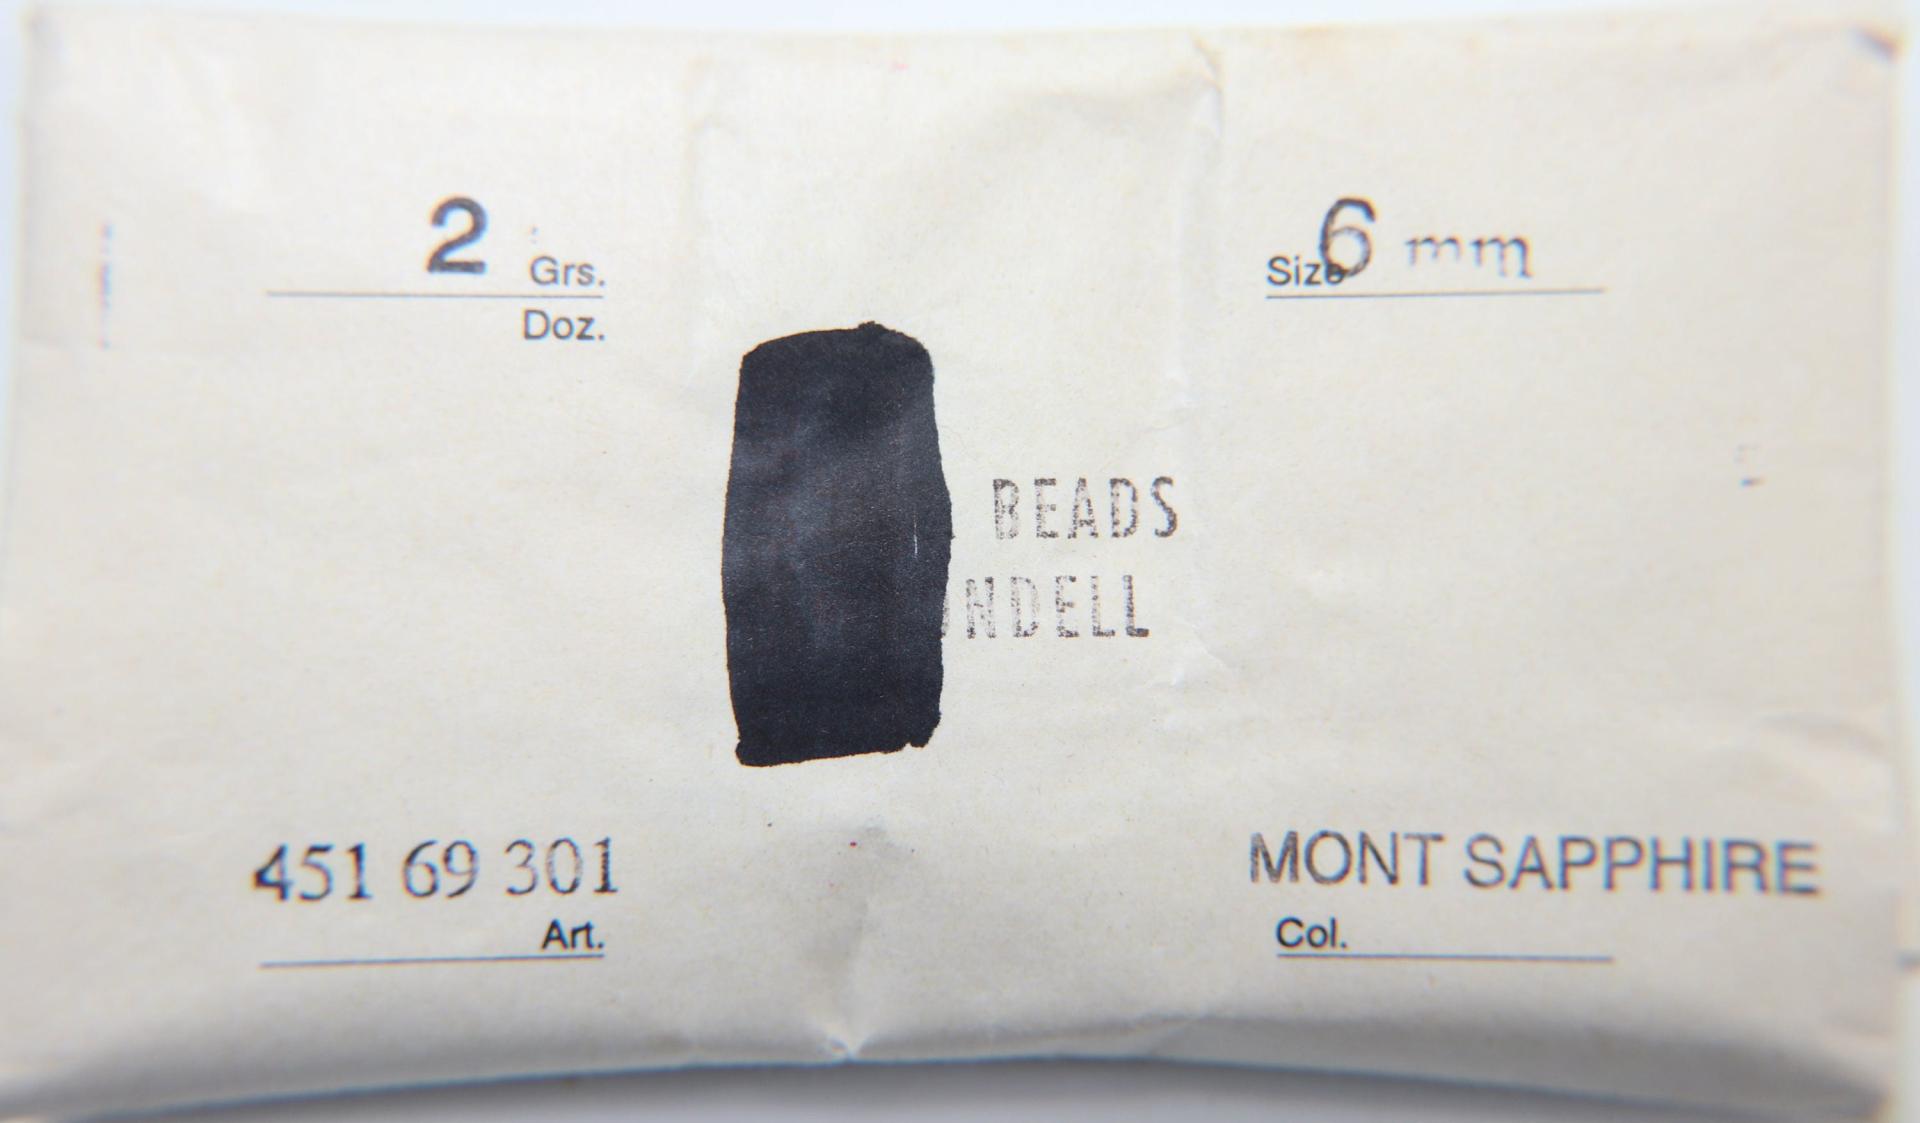 2 Grs.
Doz.
Size 6 mm
BEADS
NDELL
451 69 301
Art.
MONT SAPPHIRE
Col.